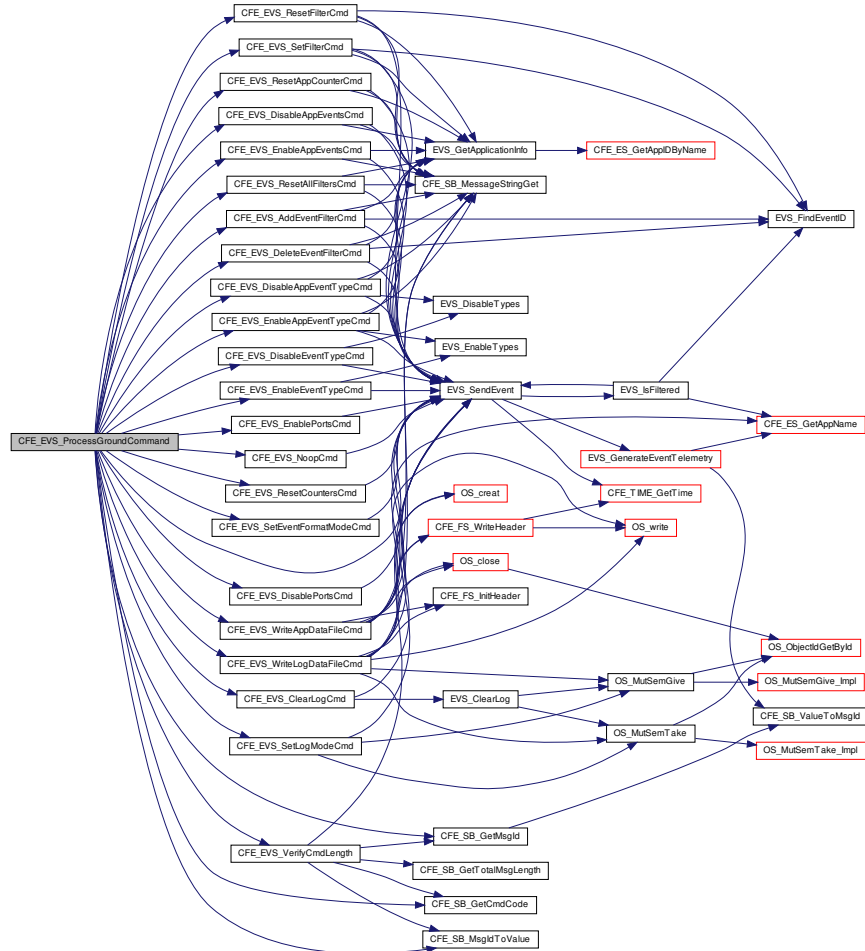 CFE_EVS_ResetFilterCmd
CFE_EVS_SetFilterCmd
CFE_EVS_ResetAppCounterCmd
CFE_EVS_DisableAppEventsCmd
CFE_EVS_EnableAppEventsCmd
EVS_GetApplicationInfo
CFE_ES_GetAppIDByName
CFE_EVS_ResetAllFiltersCmd
CFE_SB_MessageStringGet
CFE_EVS_AddEventFilterCmd
EVS_FindEventID
CFE_EVS_DeleteEventFilterCmd
CFE_EVS_DisableAppEventTypeCmd
EVS_DisableTypes
CFE_EVS_EnableAppEventTypeCmd
EVS_EnableTypes
CFE_EVS_DisableEventTypeCmd
CFE_EVS_EnableEventTypeCmd
EVS_SendEvent
EVS_IsFiltered
CFE_EVS_EnablePortsCmd
CFE_ES_GetAppName
CFE_EVS_ProcessGroundCommand
CFE_EVS_NoopCmd
EVS_GenerateEventTelemetry
CFE_EVS_ResetCountersCmd
OS_creat
CFE_TIME_GetTime
CFE_EVS_SetEventFormatModeCmd
CFE_FS_WriteHeader
OS_write
OS_close
CFE_EVS_DisablePortsCmd
CFE_FS_InitHeader
CFE_EVS_WriteAppDataFileCmd
OS_ObjectIdGetById
CFE_EVS_WriteLogDataFileCmd
OS_MutSemGive
OS_MutSemGive_Impl
CFE_EVS_ClearLogCmd
EVS_ClearLog
CFE_SB_ValueToMsgId
OS_MutSemTake
CFE_EVS_SetLogModeCmd
OS_MutSemTake_Impl
CFE_SB_GetMsgId
CFE_EVS_VerifyCmdLength
CFE_SB_GetTotalMsgLength
CFE_SB_GetCmdCode
CFE_SB_MsgIdToValue